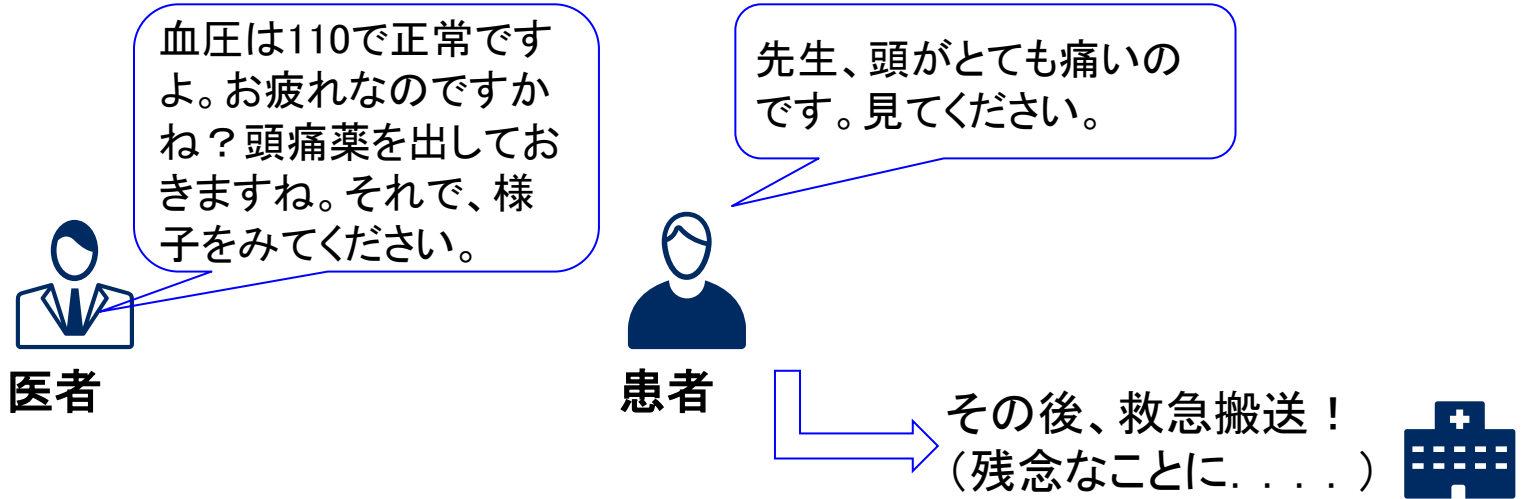 血圧は110で正常です
よ。お疲れなのですか
ね？頭痛薬を出してお
きますね。それで、様
子をみてください。
先生、頭がとても痛いの
です。見てください。
医者
患者
その後、救急搬送！
（残念なことに．．．．）